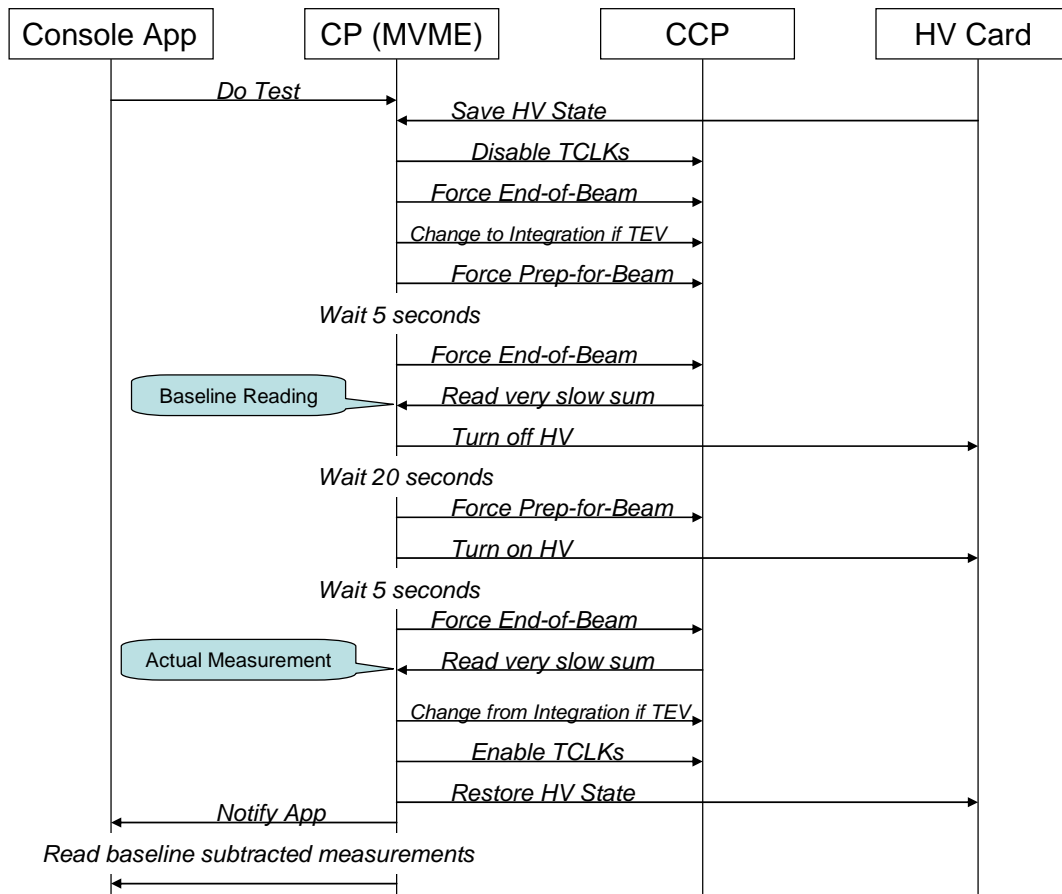 Console App
CP (MVME)
CCP
HV Card
Do Test
Save HV State
Disable TCLKs
Force End-of-Beam
Change to Integration if TEV
Force Prep-for-Beam
Wait 5 seconds
Force End-of-Beam
Baseline Reading
Read very slow sum
Turn off HV
Wait 20 seconds
Force Prep-for-Beam
Turn on HV
Wait 5 seconds
Force End-of-Beam
Actual Measurement
Read very slow sum
Change from Integration if TEV
Enable TCLKs
Restore HV State
Notify App
Read baseline subtracted measurements